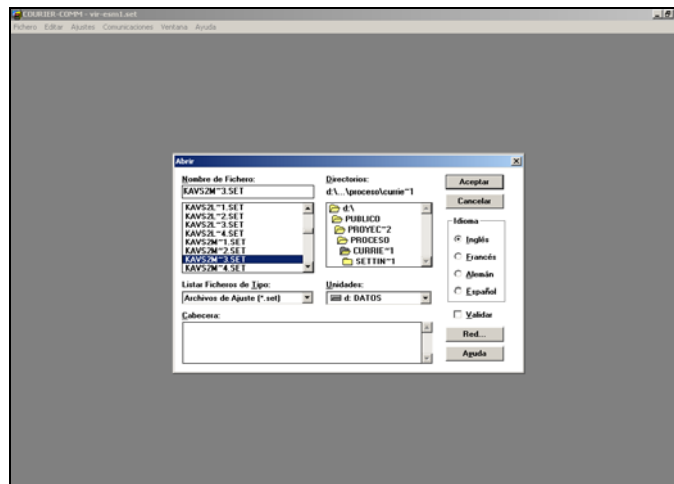 COURIER-COMM - vir-exnx1.set
Fichero Editar Ajustes Comunicaciones Ventana Ayuda
Abrir
Nombre de Fichero:
KAVS2M~3.SET
KAVS2L~1.SET
KAVS2L~2.SET
KAVS2L~3.SET
KAVS2L~4.SET
KAVS2M~1.SET
KAVS2M~2.SET
KAVS2M~3.SET
KAVS2M~4.SET
Listar Ficheros de Tipo:
Archivos de Ajuste (*.set)
Cabecera:
Directorios:
d:\...\proceso\currie~1
d:\
PUBLICO
PROYEC~2
PROCESO
CURRIE~1
SETTIN~1
Unidades:
d: DATOS
Aceptar
Cancelar
Idioma
Inglés
Francés
Alemán
Español
Validar
Red...
Ayuda